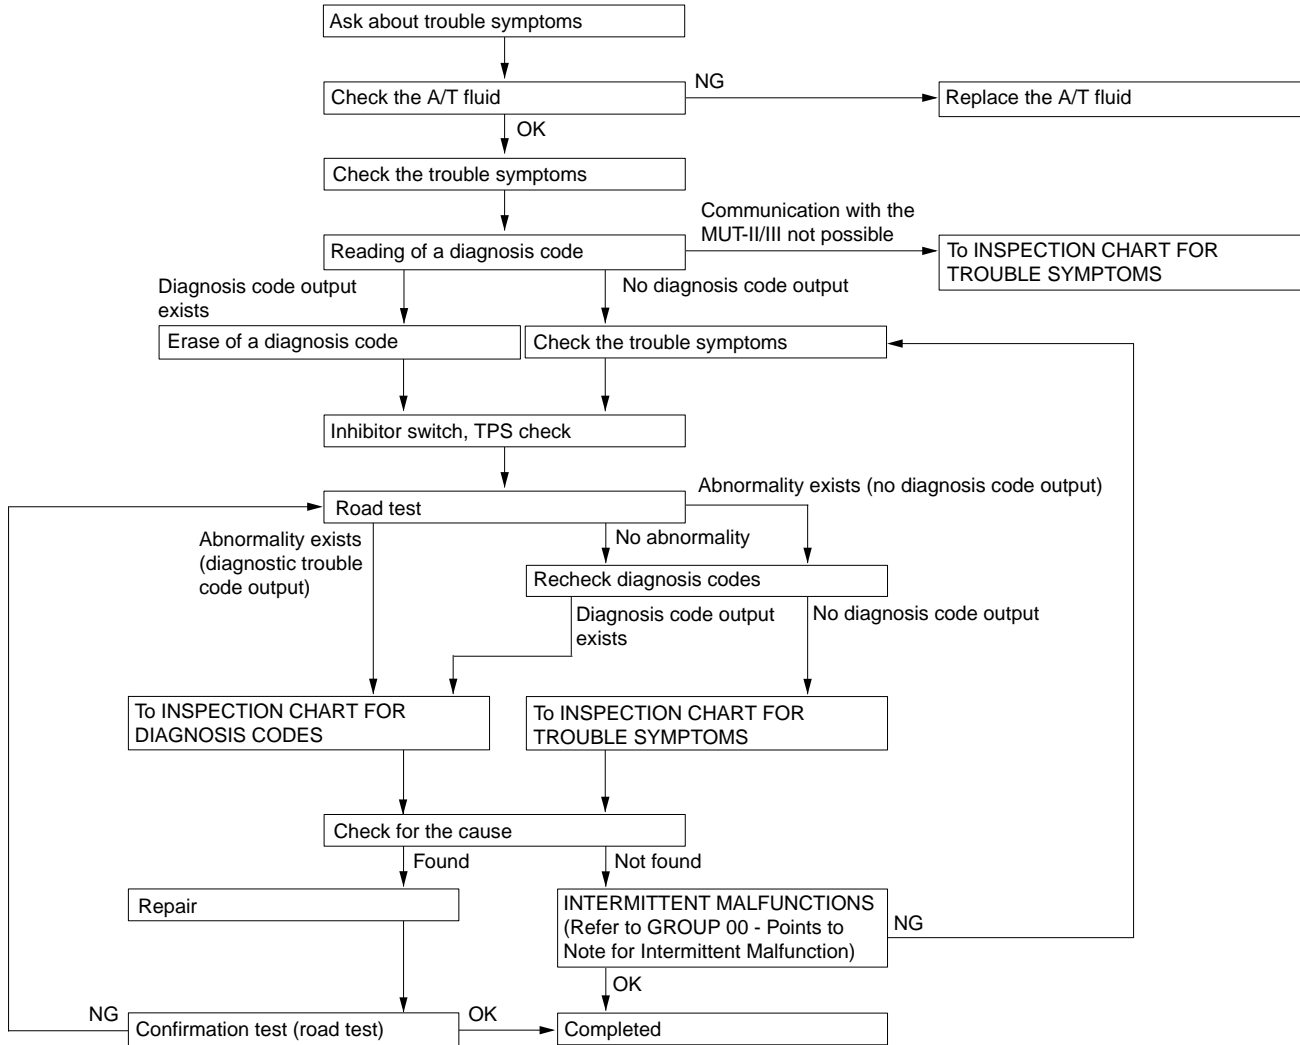 Ask about trouble symptoms
NG
Check the A/T fluid
Replace the A/T fluid
OK
Check the trouble symptoms
Communication with the
MUT-II/III not possible
Reading of a diagnosis code
To INSPECTION CHART FOR
TROUBLE SYMPTOMS
Diagnosis code output
exists
No diagnosis code output
Erase of a diagnosis code
Check the trouble symptoms
Inhibitor switch, TPS check
Abnormality exists (no diagnosis code output)
Road test
Abnormality exists
(diagnostic trouble
code output)
No abnormality
Recheck diagnosis codes
Diagnosis code output
exists
No diagnosis code output
To INSPECTION CHART FOR
DIAGNOSIS CODES
To INSPECTION CHART FOR
TROUBLE SYMPTOMS
Check for the cause
Found
Not found
Repair
INTERMITTENT MALFUNCTIONS
(Refer to GROUP 00 - Points to
Note for Intermittent Malfunction)
NG
OK
NG
Confirmation test (road test)
OK
Completed